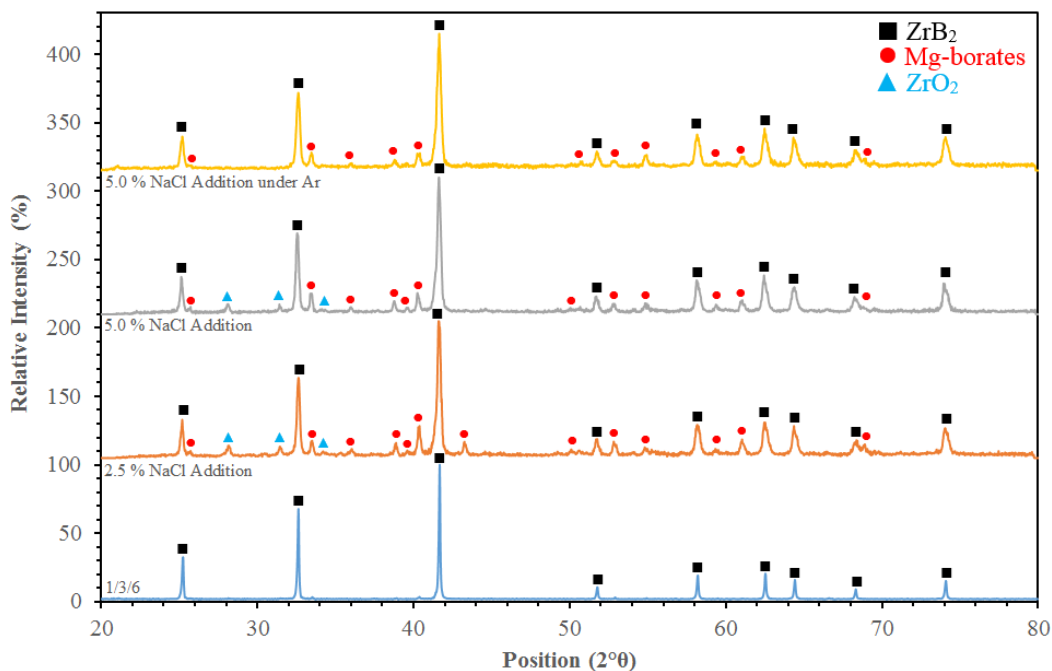 ZrB₂
Mg-borates
ZrO₂
400
350
300
250
200
150
100
50
0
Relative Intensity (%)
5.0 % NaCl Addition under Ar
5.0 % NaCl Addition
2.5 % NaCl Addition
1/3/6
20 30 40 50 60 70 80
Position (2°θ)